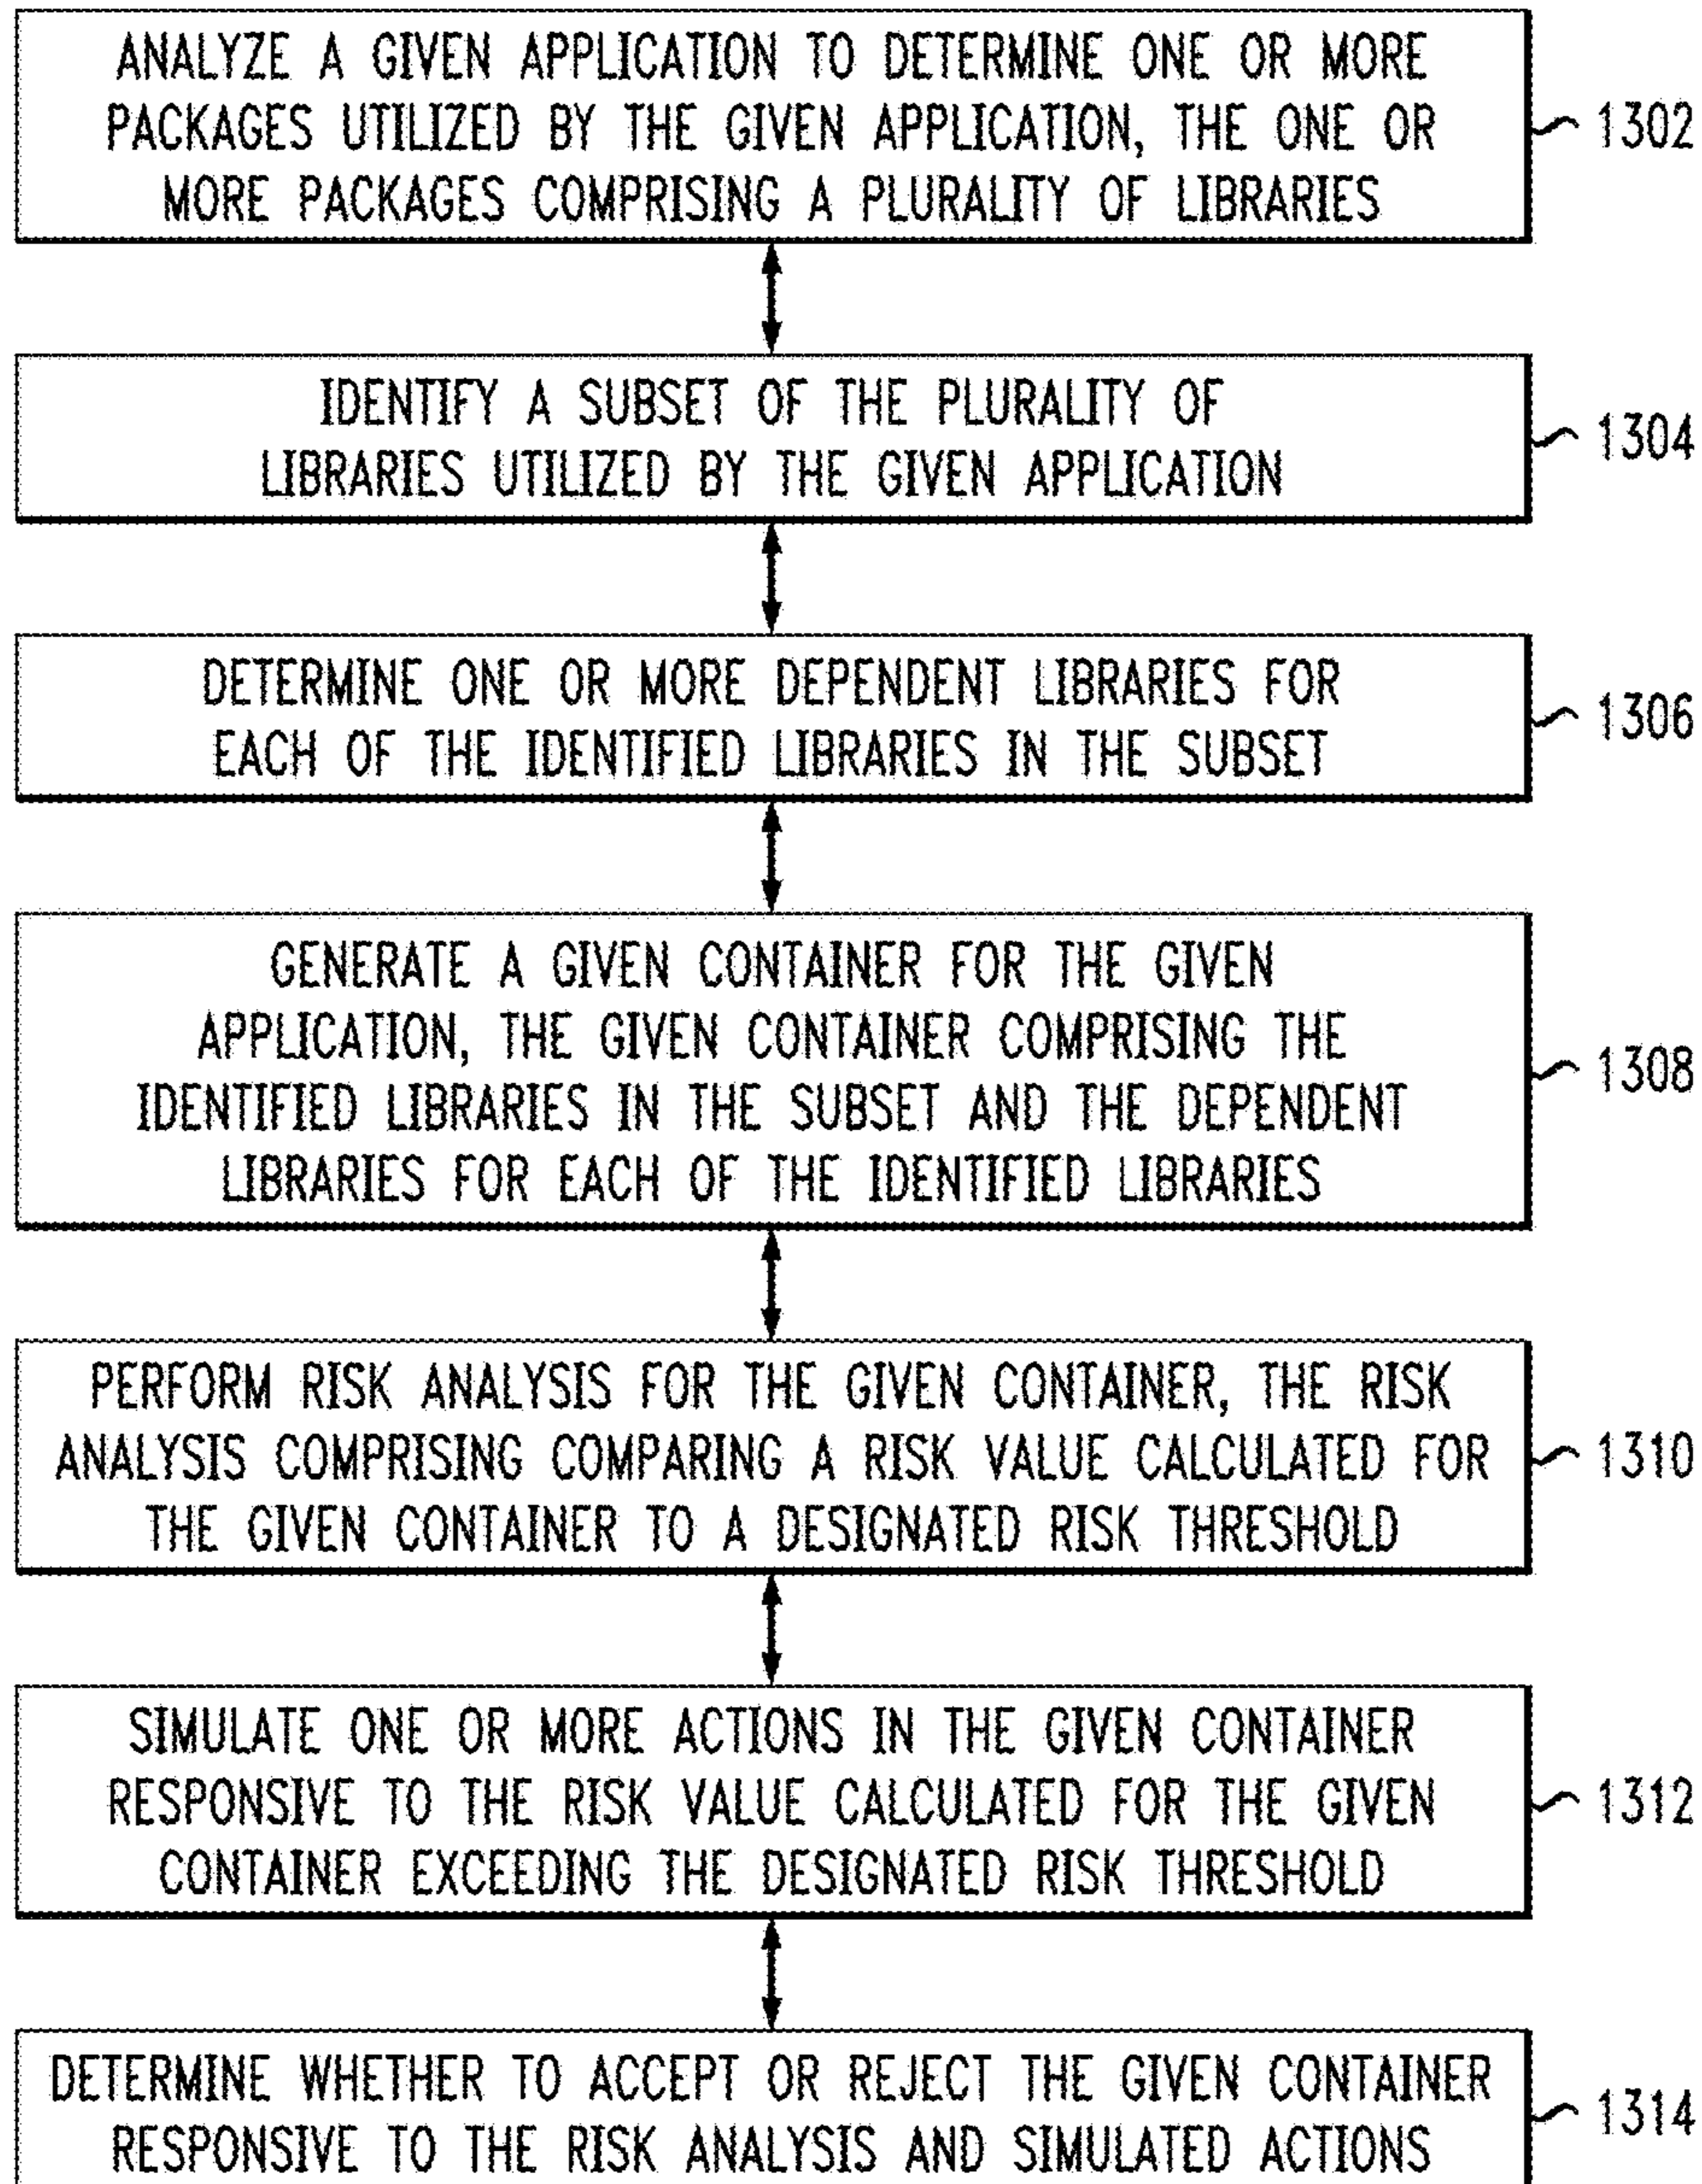 ANALYZE A GIVEN APPLICATION TO DETERMINE ONE OR MORE
PACKAGES UTILIZED BY THE GIVEN APPLICATION, THE ONE OR
MORE PACKAGES COMPRISING A PLURALITY OF LIBRARIES
1302
IDENTIFY A SUBSET OF THE PLURALITY OF
LIBRARIES UTILIZED BY THE GIVEN APPLICATION
1304
DETERMINE ONE OR MORE DEPENDENT LIBRARIES FOR
EACH OF THE IDENTIFIED LIBRARIES IN THE SUBSET
1306
GENERATE A GIVEN CONTAINER FOR THE GIVEN
APPLICATION, THE GIVEN CONTAINER COMPRISING THE
IDENTIFIED LIBRARIES IN THE SUBSET AND THE DEPENDENT
LIBRARIES FOR EACH OF THE IDENTIFIED LIBRARIES
1308
PERFORM RISK ANALYSIS FOR THE GIVEN CONTAINER, THE RISK
ANALYSIS COMPRISING COMPARING A RISK VALUE CALCULATED FOR
THE GIVEN CONTAINER TO A DESIGNATED RISK THRESHOLD
1310
SIMULATE ONE OR MORE ACTIONS IN THE GIVEN CONTAINER
RESPONSIVE TO THE RISK VALUE CALCULATED FOR THE GIVEN
CONTAINER EXCEEDING THE DESIGNATED RISK THRESHOLD
1312
DETERMINE WHETHER TO ACCEPT OR REJECT THE GIVEN CONTAINER
RESPONSIVE TO THE RISK ANALYSIS AND SIMULATED ACTIONS
1314